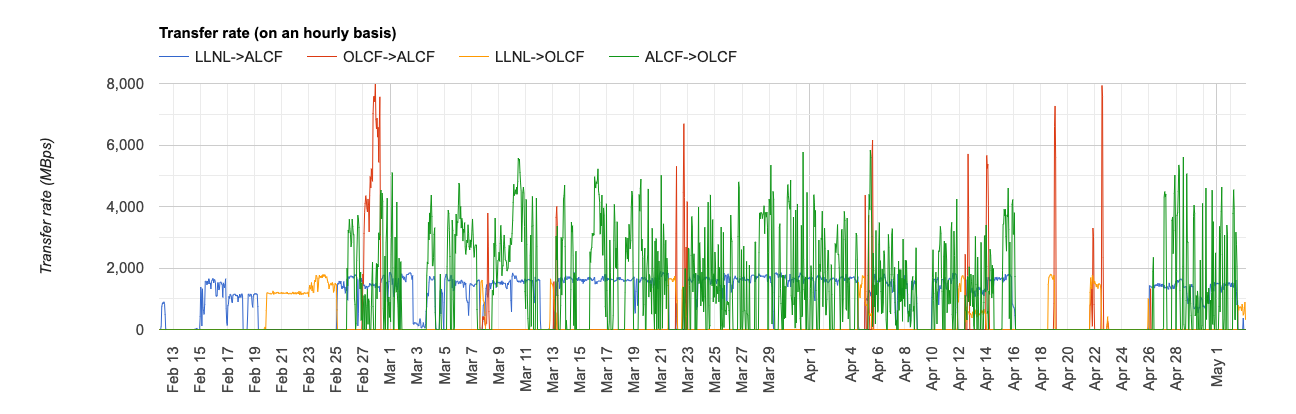 Transfer rate (on an hourly basis)
LLNL->ALCF OLCF->ALCF LLNL->OLCF ALCF->OLCF
Transfer rate (MBps)
8,000
6,000
4,000
2,000
0
Feb 13 Feb 15 Feb 17 Feb 19 Feb 21 Feb 23 Feb 25 Feb 27 Mar 1 Mar 3 Mar 5 Mar 7 Mar 9 Mar 11 Mar 13 Mar 15 Mar 17 Mar 19 Mar 21 Mar 23 Mar 25 Mar 27 Mar 29 Apr 1 Apr 4 Apr 6 Apr 8 Apr 10 Apr 12 Apr 14 Apr 16 Apr 18 Apr 20 Apr 22 Apr 24 Apr 26 Apr 28 May 1